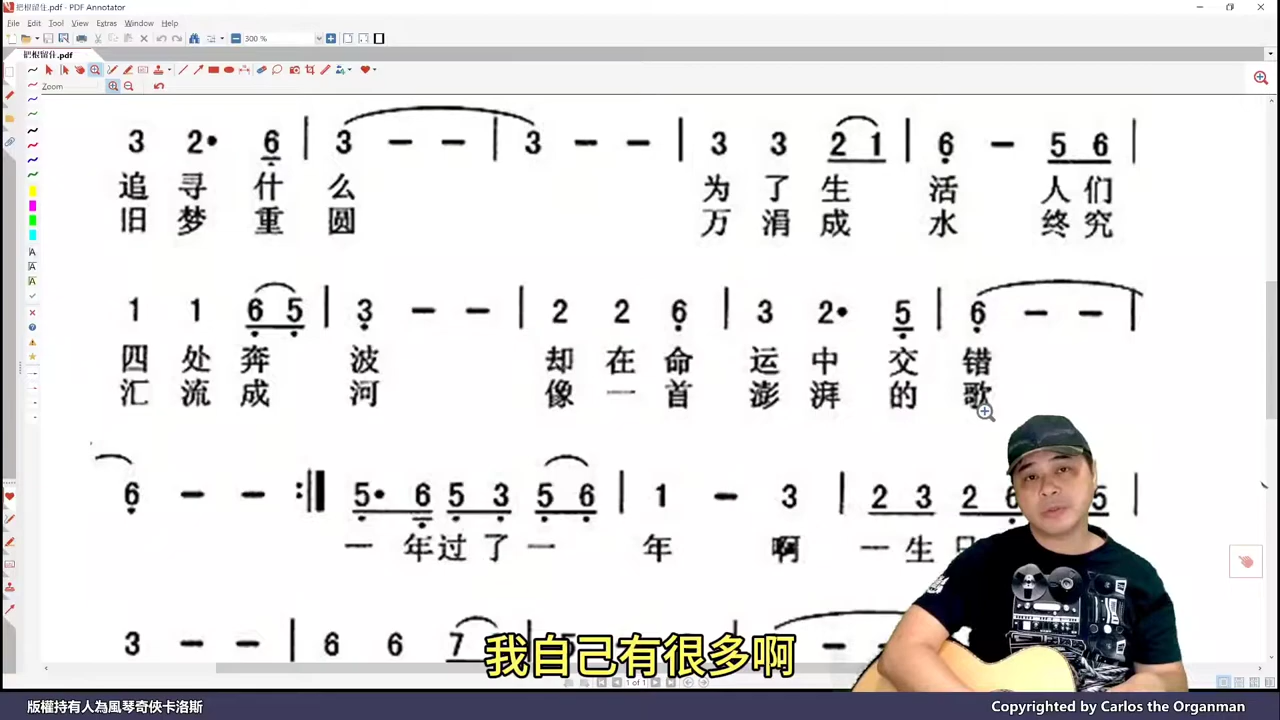 把根留住.pdf - PDF Annotator
File Edit Tool View Extras Window Help
300 %
把根留住.pdf
Zoom
3 2· 6 | 3 – – | 3 – – | 3 3 2 1 | 6 – 5 6 |
追 寻 什 么 为 了 生 活 人 们
旧 梦 重 圆 万 涓 成 水 终 究
1 1 6 5 | 3 – – | 2 2 6 | 3 2· 5 | 6 – – |
四 处 奔 波 却 在 命 运 中 交 错
汇 流 成 河 像 一 首 澎 湃 的 歌
6 – – :| 5· 6 5 3 5 6 | 1 – 3 | 2 3 2 6 5 |
一 年 过 了 一 年 啊 一 生
3 – – | 6 6 7
我自己有很多啊
1 of 1
版權持有人為風琴奇俠卡洛斯
Copyrighted by Carlos the Organman